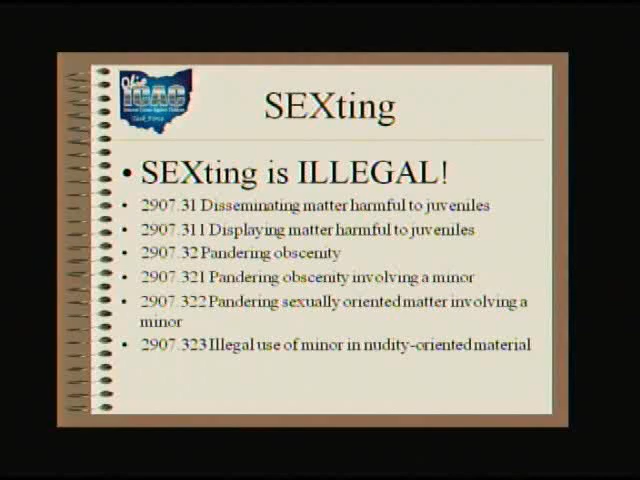 Ohio
ICAC
Task Force
SEXting
• SEXting is ILLEGAL!
• 2907.31 Disseminating matter harmful to juveniles
• 2907.311 Displaying matter harmful to juveniles
• 2907.32 Pandering obscenity
• 2907.321 Pandering obscenity involving a minor
• 2907.322 Pandering sexually oriented matter involving a
minor
• 2907.323 Illegal use of minor in nudity-oriented material